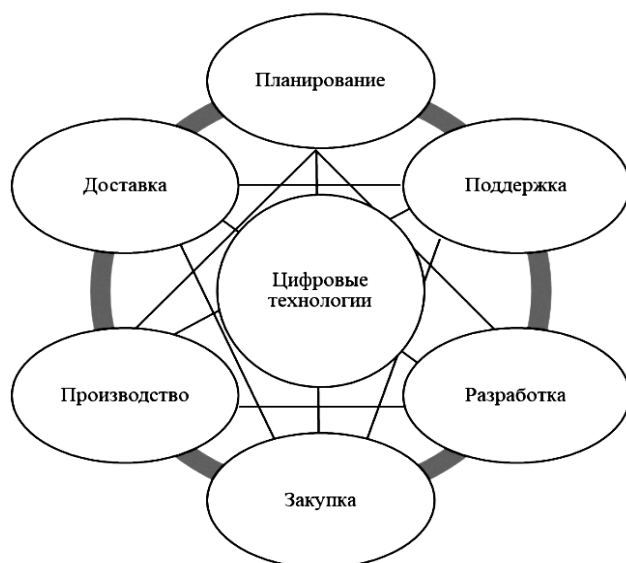 Планирование
Доставка
Поддержка
Цифровые
технологии
Производство
Разработка
Закупка